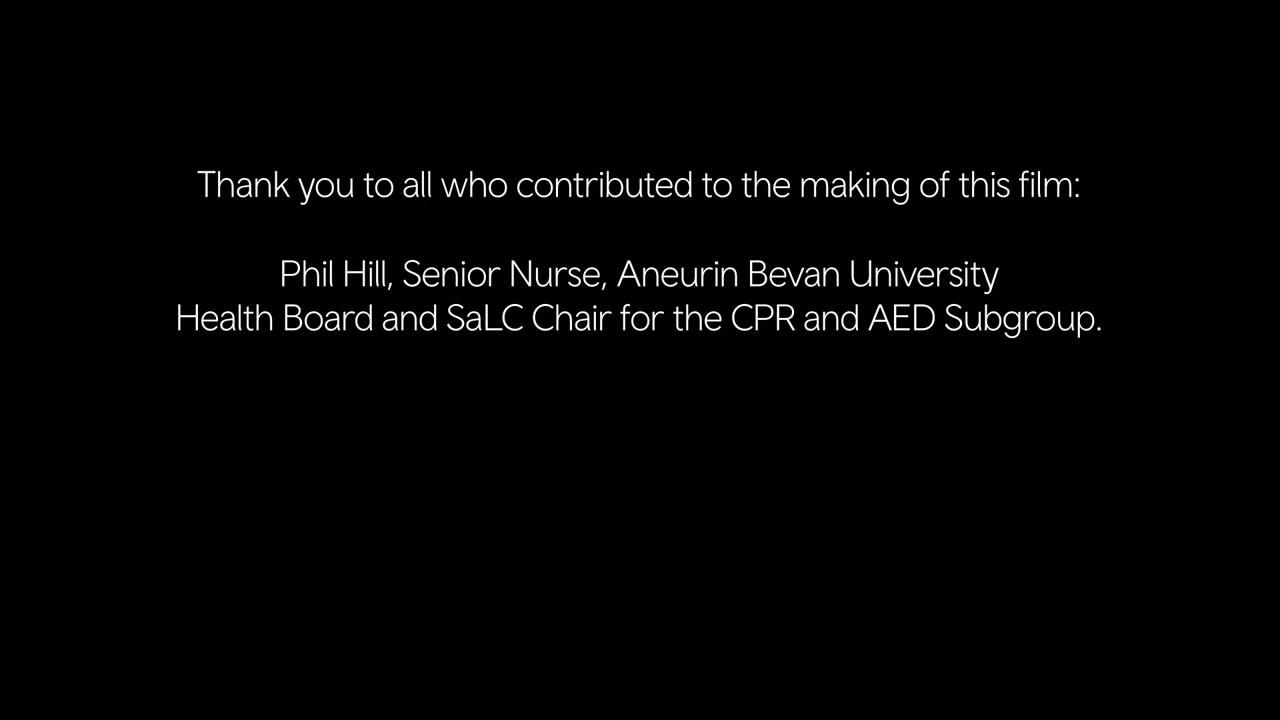 Thank you to all who contributed to the making of this film:
Phil Hill, Senior Nurse, Aneurin Bevan University
Health Board and SaLC Chair for the CPR and AED Subgroup.